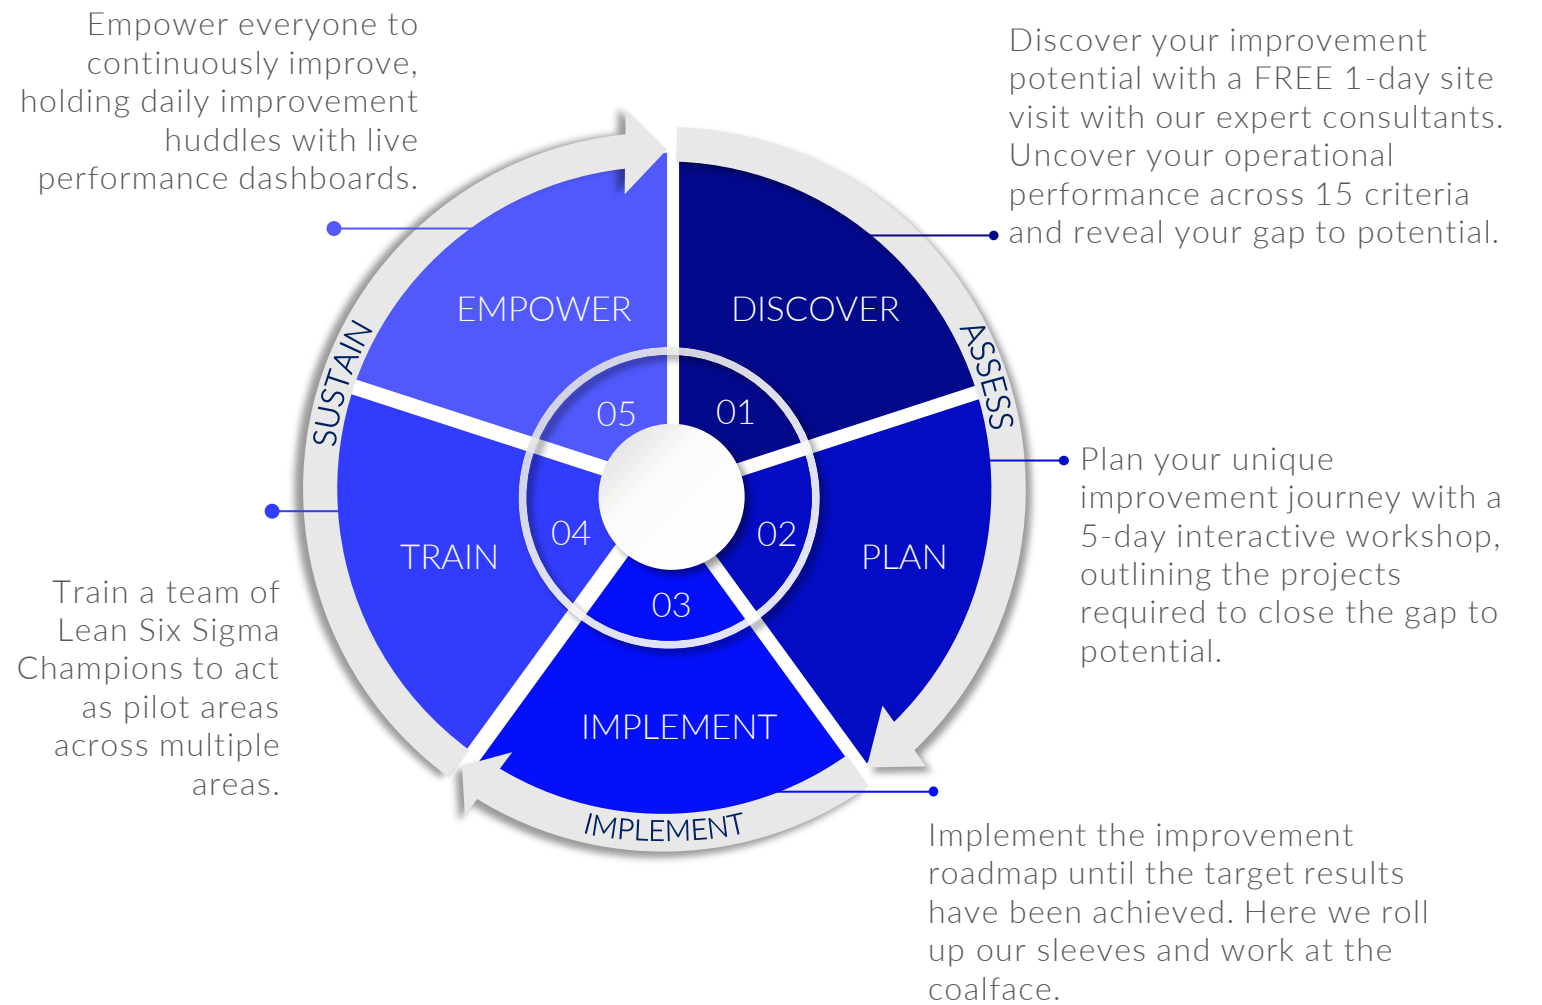 Empower everyone to
continuously improve,
holding daily improvement
huddles with live
performance dashboards.
Discover your improvement
potential with a FREE 1-day site
visit with our expert consultants.
Uncover your operational
performance across 15 criteria
and reveal your gap to potential.
EMPOWER
DISCOVER
SUSTAIN
ASSESS
05
01
Plan your unique
improvement journey with a
5-day interactive workshop,
outlining the projects
required to close the gap to
potential.
04
02
TRAIN
PLAN
03
Train a team of
Lean Six Sigma
Champions to act
as pilot areas
across multiple
areas.
IMPLEMENT
IMPLEMENT
Implement the improvement
roadmap until the target results
have been achieved. Here we roll
up our sleeves and work at the
coalface.